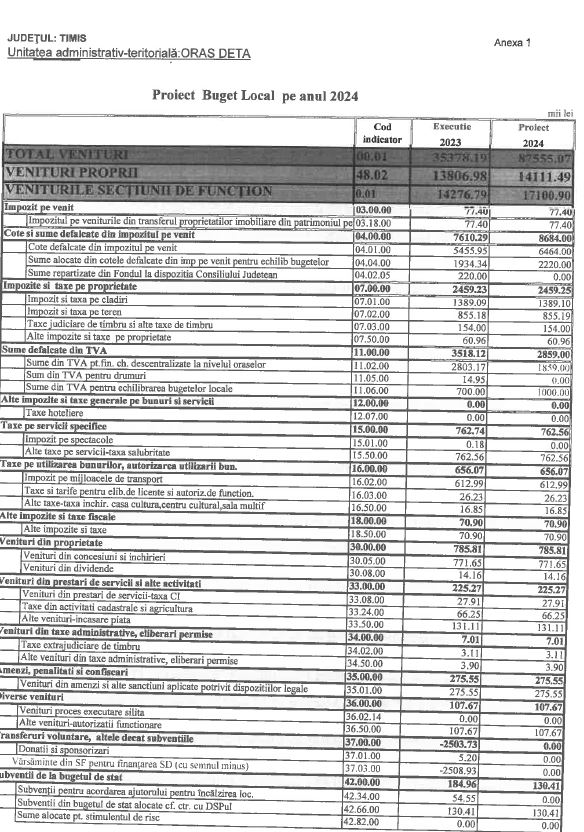 JUDEŢUL: TIMIS
Unitatea administrativ-teritorială:ORAS DETA
Anexa 1
Proiect Buget Local pe anul 2024
mii lei
Cod indicator Executie 2023 Proiect 2024
TOTAL VENITURI 00.01 35378.19 87555.07
VENITURI PROPRII 48.02 13806.98 14111.49
VENITURILE SECŢIUNII DE FUNCŢION 0.01 14276.79 17100.90
Impozit pe venit 03.00.00 77.40 77.40
Impozitul pe veniturile din transferul proprietatilor imobiliare din patrimoniul pe 03.18.00 77.40 77.40
Cote si sume defalcate din impozitul pe venit 04.00.00 7610.29 8684.00
Cote defalcate din impozitul pe venit 04.01.00 5455.95 6464.00
Sume alocate din cotele defalcate din imp pe venit pentru echilib bugetelor 04.04.00 1934.34 2220.00
Sume repartizate din Fondul la dispozitia Consiliului Judetean 04.02.05 220.00 0.00
Impozite si taxe pe proprietate 07.00.00 2459.23 2459.25
Impozit si taxa pe cladiri 07.01.00 1389.09 1389.10
Impozit si taxa pe teren 07.02.00 855.18 855.19
Taxe judiciare de timbru si alte taxe de timbru 07.03.00 154.00 154.00
Alte impozite si taxe pe proprietate 07.50.00 60.96 60.96
Sume defalcate din TVA 11.00.00 3518.12 2859.00
Sume din TVA pt.fin. ch. descentralizate la nivelul oraselor 11.02.00 2803.17 1859.00
Sum din TVA pentru drumuri 11.05.00 14.95 0.00
Sume din TVA pentru echilibrarea bugetelor locale 11.06.00 700.00 1000.00
Alte impozite si taxe generale pe bunuri si servicii 12.00.00 0.00 0.00
Taxe hoteliere 12.07.00 0.00 0.00
Taxe pe servicii specifice 15.00.00 762.74 762.56
Impozit pe spectacole 15.01.00 0.18 0.00
Alte taxe pe servicii-taxa salubritate 15.50.00 762.56 762.56
Taxe pe utilizarea bunurilor, autorizarea utilizarii bun. 16.00.00 656.07 656.07
Impozit pe mijloacele de transport 16.02.00 612.99 612.99
Taxe si tarife pentru elib.de licente si autoriz.de function. 16.03.00 26.23 26.23
Alte taxe-taxa inchir. casa cultura,centru cultural,sala multif 16.50.00 16.85 16.85
Alte impozite si taxe fiscale 18.00.00 70.90 70.90
Alte impozite si taxe 18.50.00 70.90 70.90
Venituri din proprietate 30.00.00 785.81 785.81
Venituri din concesiuni si inchirieri 30.05.00 771.65 771.65
Venituri din dividende 30.08.00 14.16 14.16
Venituri din prestari de servicii si alte activitati 33.00.00 225.27 225.27
Venituri din prestari de servicii-taxa CI 33.08.00 27.91 27.91
Taxe din activitati cadastrale si agricultura 33.24.00 66.25 66.25
Alte venituri-incasare piata 33.50.00 131.11 131.11
Venituri din taxe administrative, eliberari permise 34.00.00 7.01 7.01
Taxe extrajudiciare de timbru 34.02.00 3.11 3.11
Alte venituri din taxe administrative, eliberari permise 34.50.00 3.90 3.90
Amenzi, penalitati si confiscari 35.00.00 275.55 275.55
Venituri din amenzi si alte sanctiuni aplicate potrivit dispozitiilor legale 35.01.00 275.55 275.55
Diverse venituri 36.00.00 107.67 107.67
Venituri proces executare silita 36.02.14 0.00 0.00
Alte venituri-autorizatii functionare 36.50.00 107.67 107.67
Transferuri voluntare, altele decat subventiile 37.00.00 -2503.73 0.00
Donatii si sponsorizari 37.01.00 5.20 0.00
Vărsăminte din SF pentru finanţarea SD (cu semnul minus) 37.03.00 -2508.93 0.00
ubventii de la bugetul de stat 42.00.00 184.96 130.41
Subvenţii pentru acordarea ajutorului pentru încălzirea loc. 42.34.00 54.55 0.00
Subventii din bugetul de stat alocate cf. ctr. cu DSPul 42.66.00 130.41 130.41
Sume alocate pt. stimulentul de risc 42.82.00 0.00 0.00